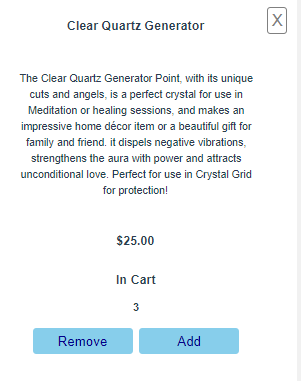 Clear Quartz Generator
X
The Clear Quartz Generator Point, with its unique
cuts and angels, is a perfect crystal for use in
Meditation or healing sessions, and makes an
impressive home décor item or a beautiful gift for
family and friend. it dispels negative vibrations,
strengthens the aura with power and attracts
unconditional love. Perfect for use in Crystal Grid
for protection!
$25.00
In Cart
3
Remove Add